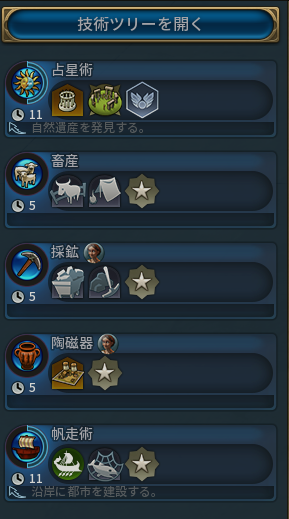 技術ツリーを開く
占星術
11
自然遺産を発見する。
畜産
5
採鉱
5
陶磁器
5
帆走術
11
沿岸に都市を建設する。